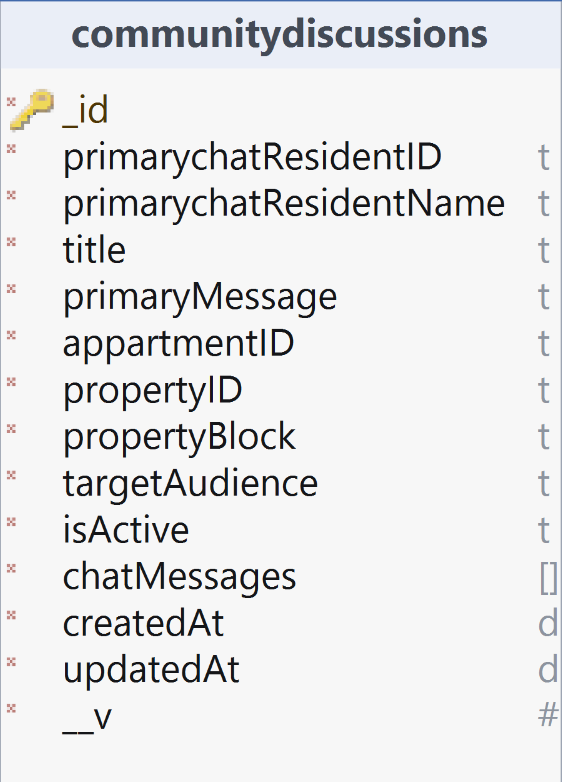 communitydiscussions
_id
primarychatResidentID t
primarychatResidentName t
title t
primaryMessage t
appartmentID t
propertyID t
propertyBlock t
targetAudience t
isActive t
chatMessages []
createdAt d
updatedAt d
__v #